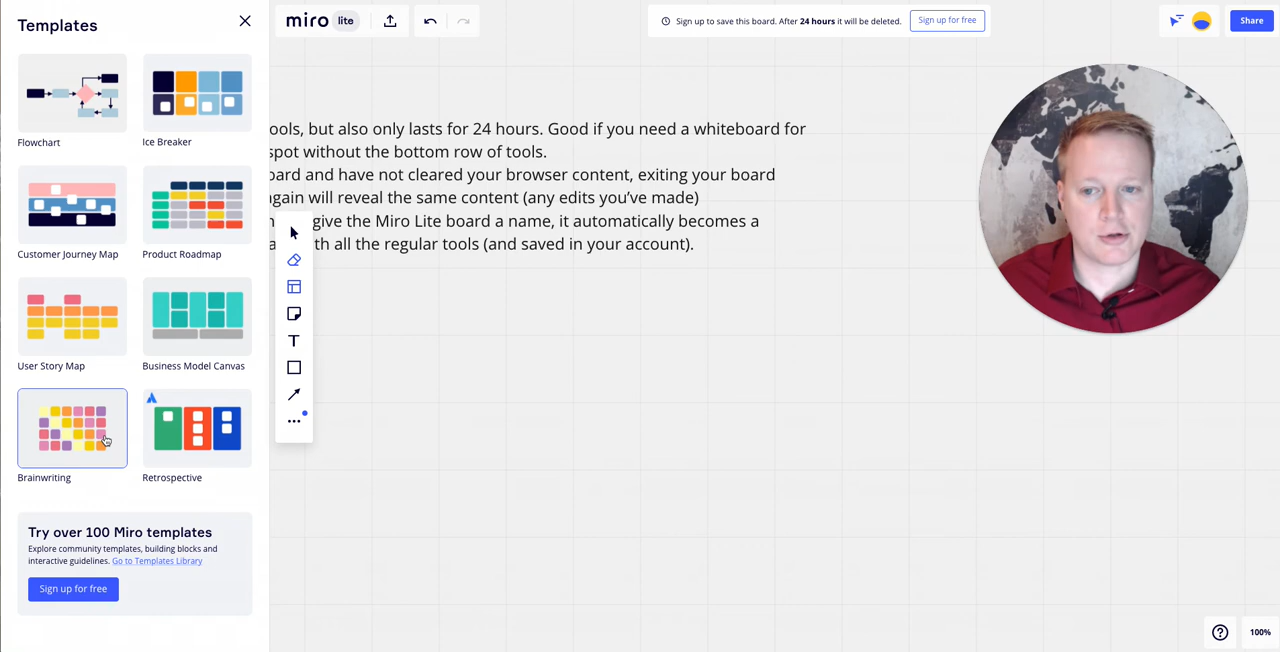 Templates
miro lite
Sign up to save this board. After 24 hours it will be deleted.
Sign up for free
Share
Flowchart
Ice Breaker
Customer Journey Map
Product Roadmap
User Story Map
Business Model Canvas
Brainwriting
Retrospective
Try over 100 Miro templates
Explore community templates, building blocks and
interactive guidelines. Go to Templates Library
Sign up for free
ools, but also only lasts for 24 hours. Good if you need a whiteboard for
spot without the bottom row of tools.
oard and have not cleared your browser content, exiting your board
again will reveal the same content (any edits you've made)
give the Miro Lite board a name, it automatically becomes a
th all the regular tools (and saved in your account).
T
100%